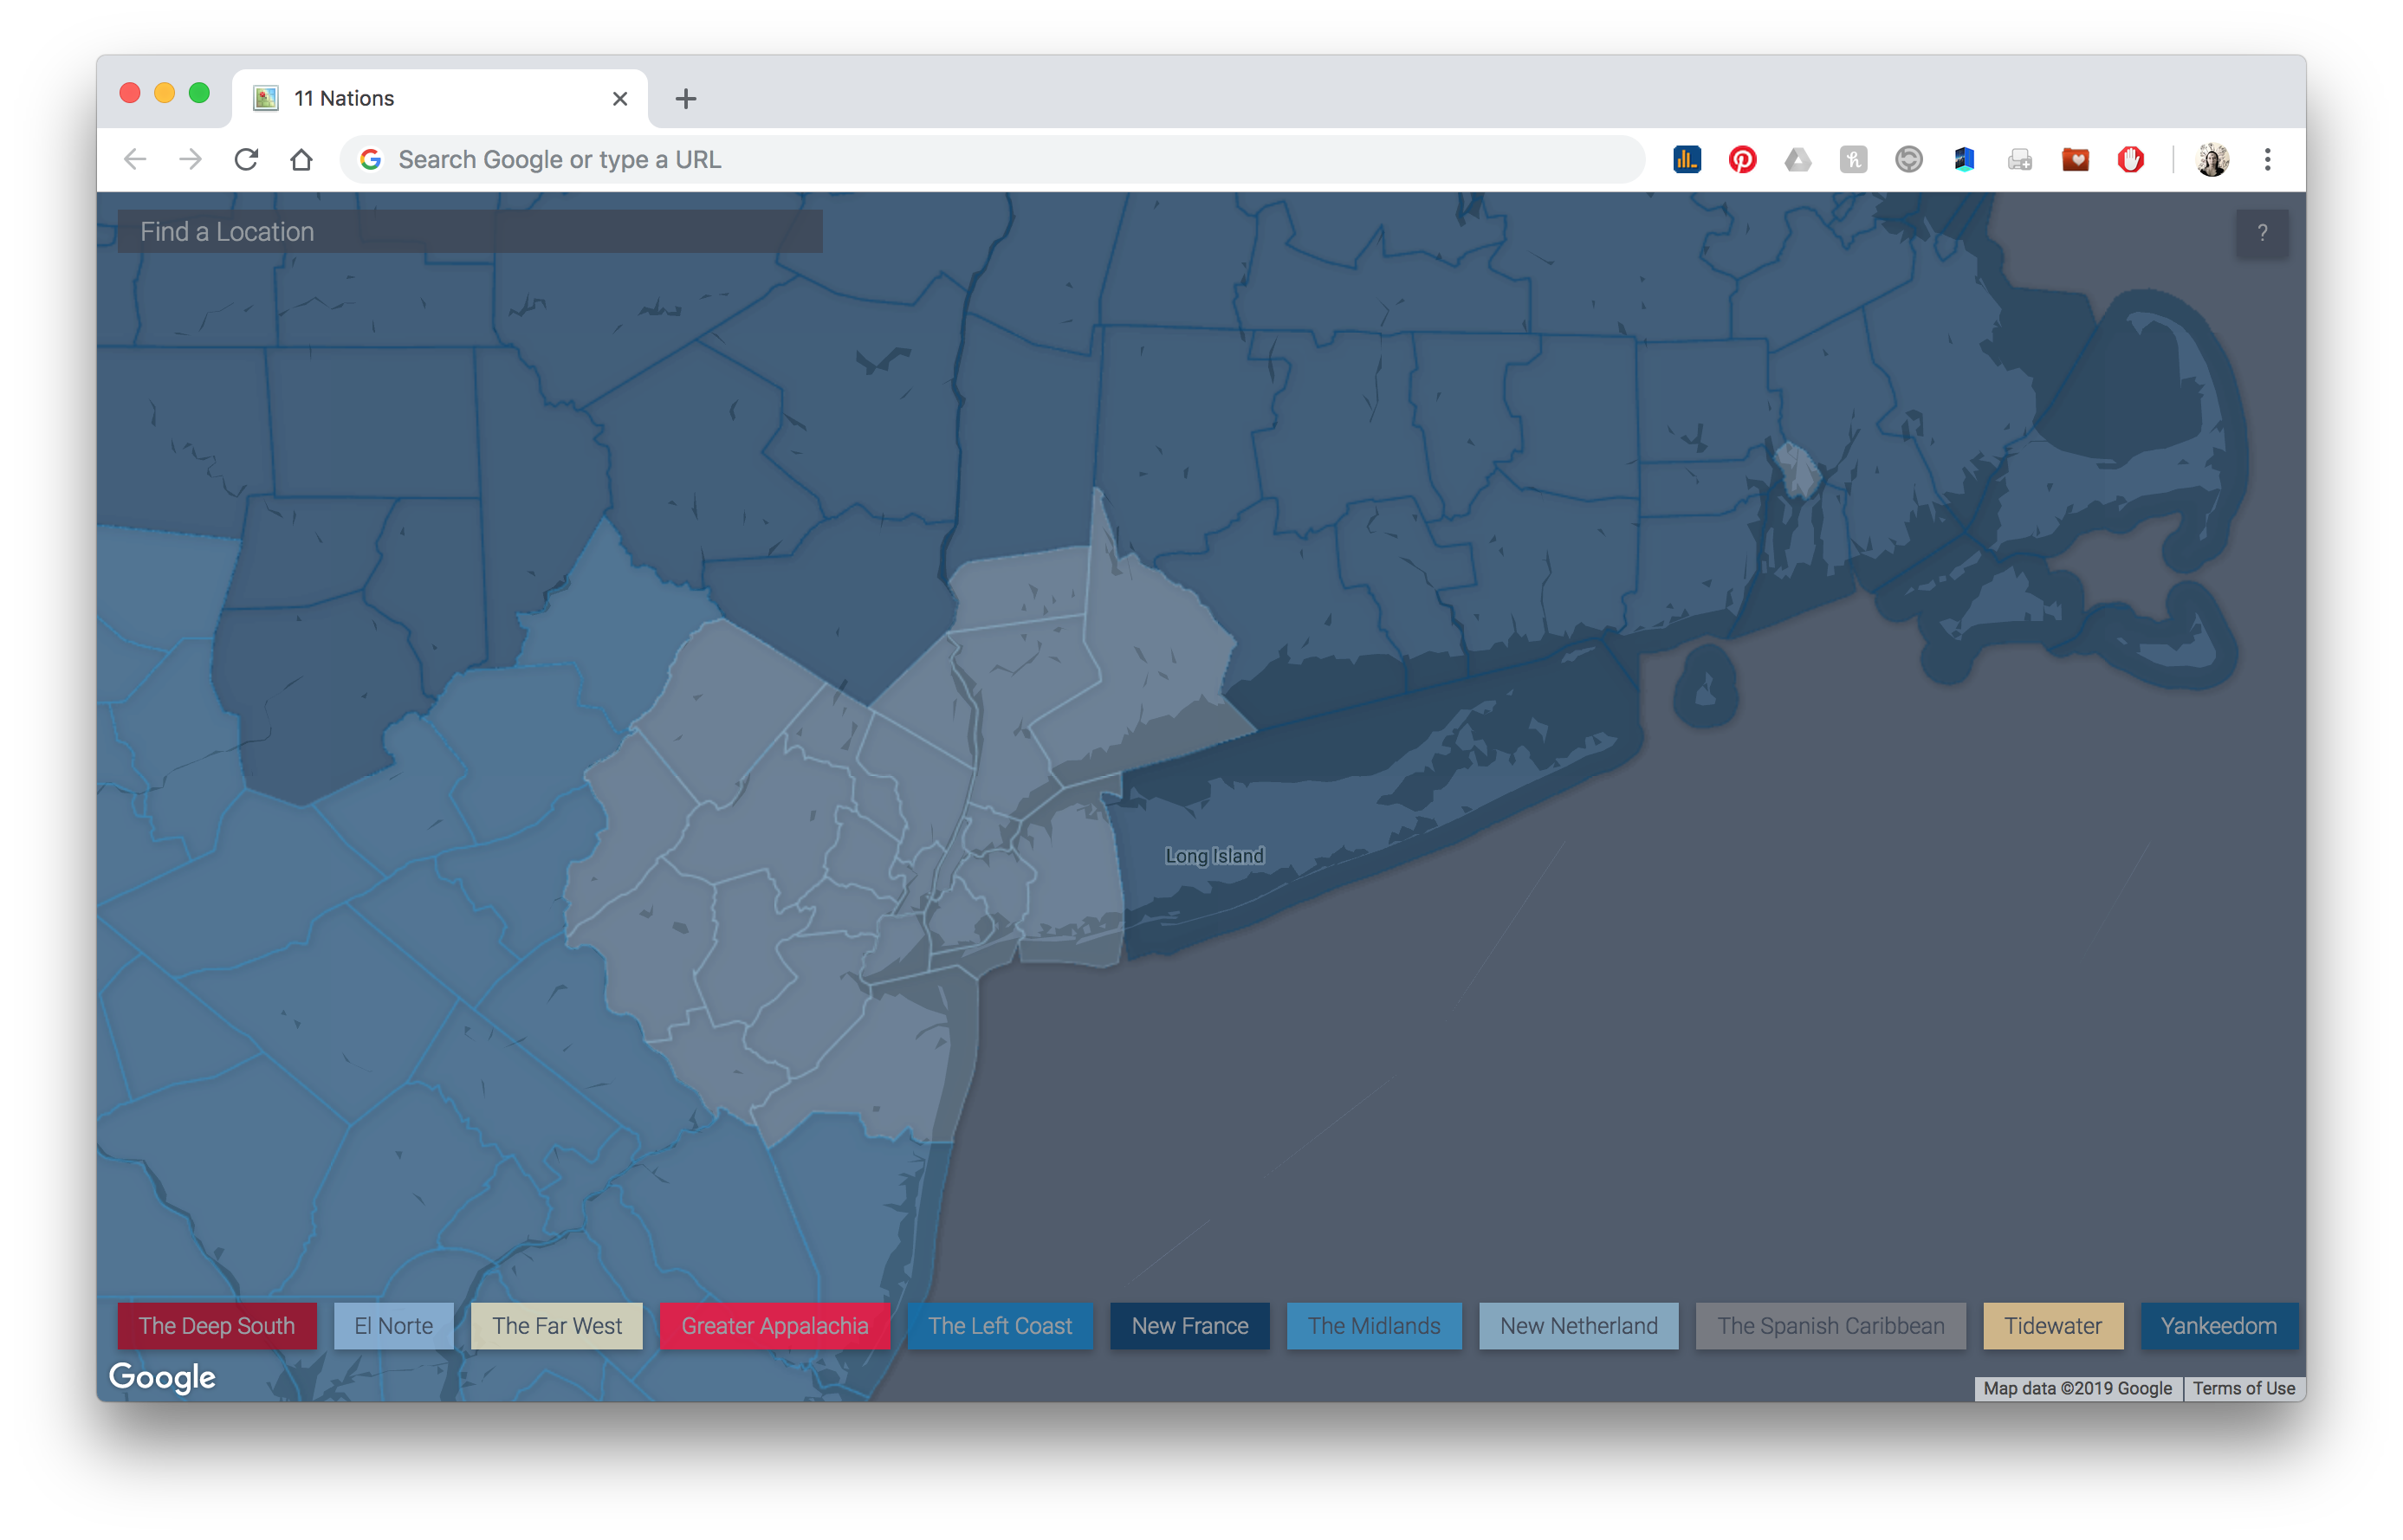 11 Nations
Search Google or type a URL
Find a Location
?
Long Island
The Deep South
El Norte
The Far West
Greater Appalachia
The Left Coast
New France
The Midlands
New Netherland
The Spanish Caribbean
Tidewater
Yankeedom
Google
Map data ©2019 Google
Terms of Use